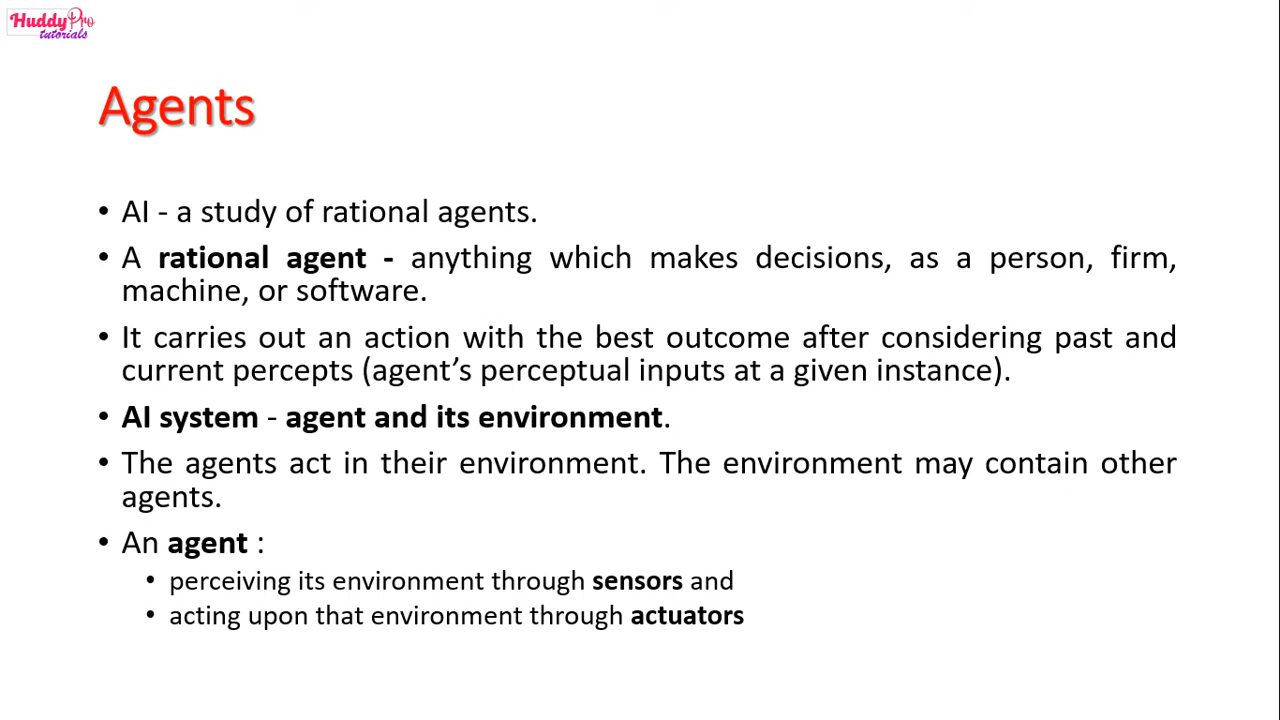 HuddyPro
tutorials
Agents
• AI - a study of rational agents.
• A rational agent - anything which makes decisions, as a person, firm,
machine, or software.
• It carries out an action with the best outcome after considering past and
current percepts (agent’s perceptual inputs at a given instance).
• AI system - agent and its environment.
• The agents act in their environment. The environment may contain other
agents.
• An agent :
• perceiving its environment through sensors and
• acting upon that environment through actuators